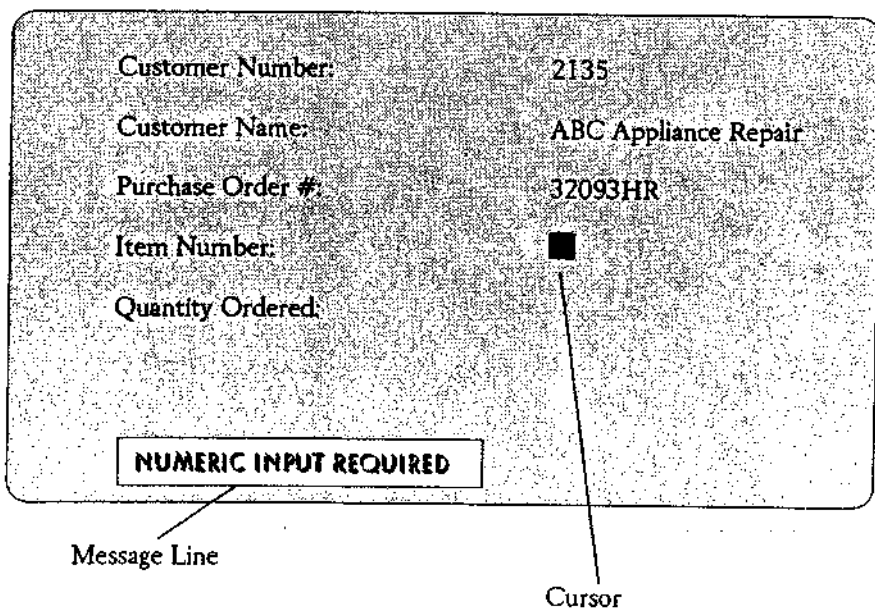 Customer Number: 2135
Customer Name: ABC Appliance Repair
Purchase Order #: 32093HR
Item Number:
Quantity Ordered:
NUMERIC INPUT REQUIRED
Message Line
Cursor